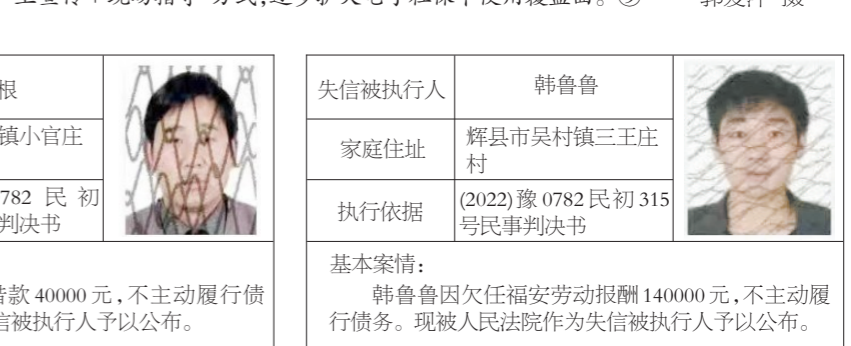 根
镇小官庄
782 民 初
判决书
借款 40000 元，不主动履行债
信被执行人予以公布。
失信被执行人
韩鲁鲁
家庭住址
辉县市吴村镇三王庄
村
执行依据
(2022)豫 0782 民初 315
号民事判决书
基本案情：
韩鲁鲁因欠任福安劳动报酬 140000 元，不主动履
行债务。现被人民法院作为失信被执行人予以公布。